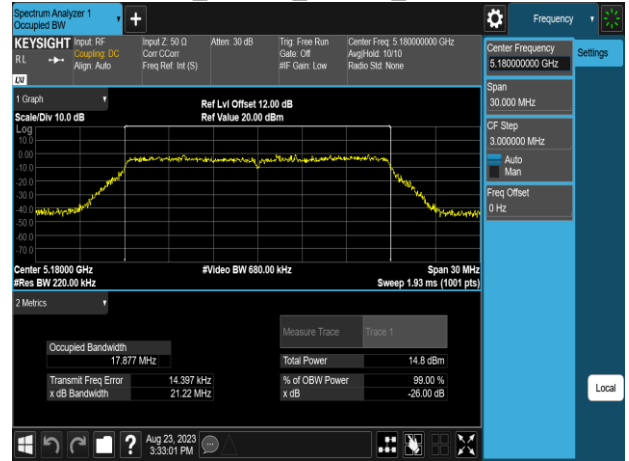 Spectrum Analyzer 1
Occupied BW
+
Frequency
KEYSIGHT
Input: RF
Input Z: 50 Ω
Atten: 30 dB
Trig: Free Run
Center Freq: 5.180000000 GHz
RL
Coupling: DC
Corr CCorr
Gate: Off
Avg|Hold: 10/10
Align: Auto
Freq Ref: Int (S)
#IF Gain: Low
Radio Std: None
LXI
Center Frequency
5.180000000 GHz
Settings
Span
30.000 MHz
CF Step
3.000000 MHz
Auto
Man
Freq Offset
0 Hz
Local
1 Graph
Ref Lvl Offset 12.00 dB
Scale/Div 10.0 dB
Ref Value 20.00 dBm
Log
10.0
0.00
-10.0
-20.0
-30.0
-40.0
-50.0
-60.0
-70.0
Center 5.18000 GHz
#Video BW 680.00 kHz
Span 30 MHz
#Res BW 220.00 kHz
Sweep 1.93 ms (1001 pts)
2 Metrics
Measure Trace
Trace 1
Occupied Bandwidth
17.877 MHz
Total Power
14.8 dBm
Transmit Freq Error
14.397 kHz
% of OBW Power
99.00 %
x dB Bandwidth
21.22 MHz
x dB
-26.00 dB
?
Aug 23, 2023
3:33:01 PM